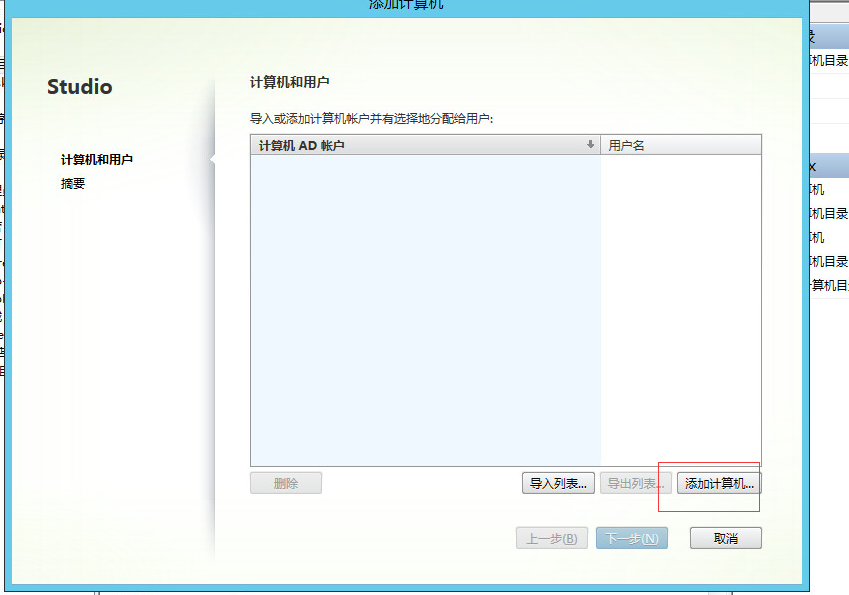 添加计算机
Studio
计算机和用户
摘要
计算机和用户
导入或添加计算机帐户并有选择地分配给用户:
计算机 AD 帐户
用户名
删除
导入列表...
导出列表...
添加计算机...
上一步(B)
下一步(N)
取消
录
机目录
x
机
机目录
机
机目录
计算机目录